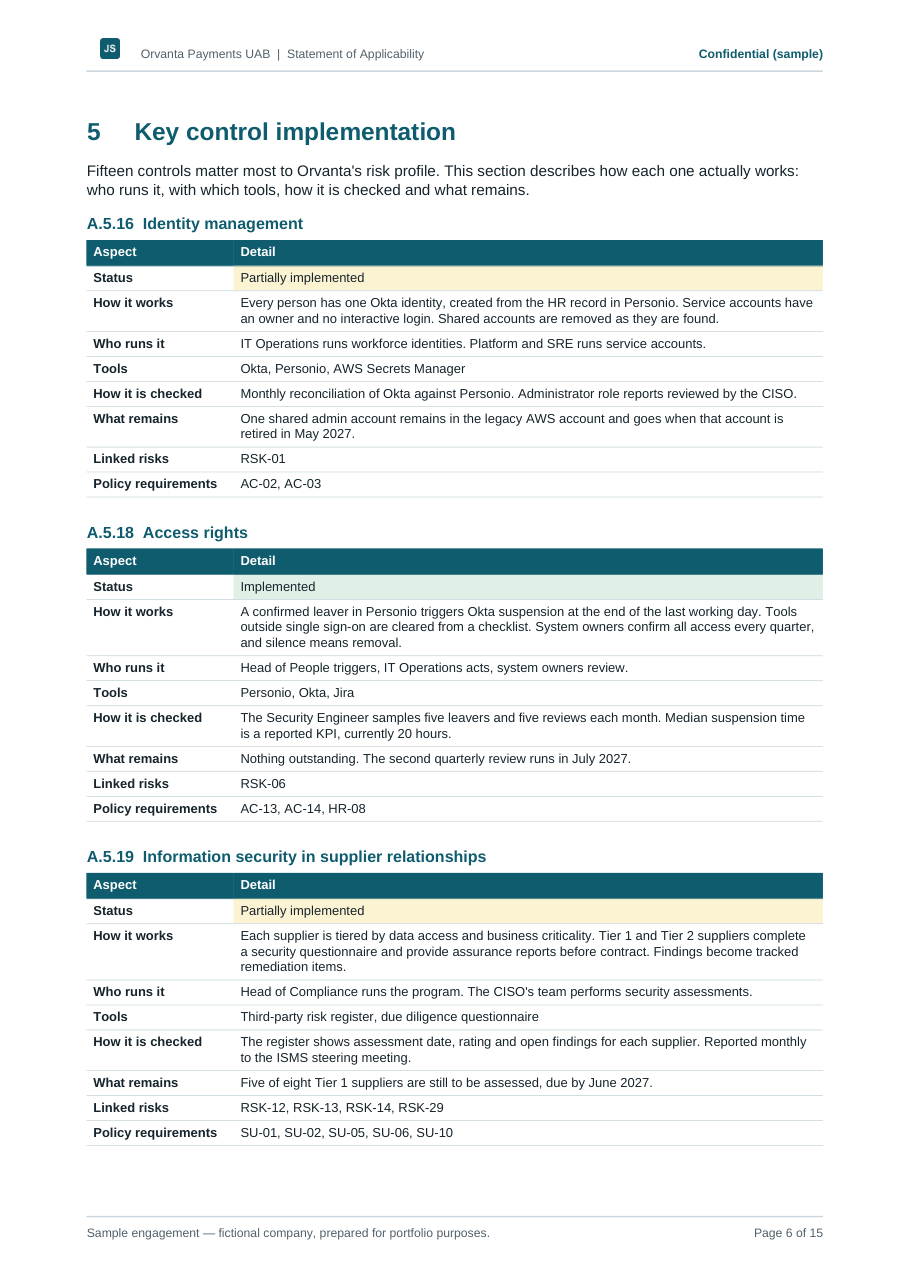 JS
Orvanta Payments UAB | Statement of Applicability
Confidential (sample)
5 Key control implementation
Fifteen controls matter most to Orvanta's risk profile. This section describes how each one actually works:
who runs it, with which tools, how it is checked and what remains.
A.5.16 Identity management
Aspect Detail
Status Partially implemented
How it works Every person has one Okta identity, created from the HR record in Personio. Service accounts have
an owner and no interactive login. Shared accounts are removed as they are found.
Who runs it IT Operations runs workforce identities. Platform and SRE runs service accounts.
Tools Okta, Personio, AWS Secrets Manager
How it is checked Monthly reconciliation of Okta against Personio. Administrator role reports reviewed by the CISO.
What remains One shared admin account remains in the legacy AWS account and goes when that account is
retired in May 2027.
Linked risks RSK-01
Policy requirements AC-02, AC-03
A.5.18 Access rights
Aspect Detail
Status Implemented
How it works A confirmed leaver in Personio triggers Okta suspension at the end of the last working day. Tools
outside single sign-on are cleared from a checklist. System owners confirm all access every quarter,
and silence means removal.
Who runs it Head of People triggers, IT Operations acts, system owners review.
Tools Personio, Okta, Jira
How it is checked The Security Engineer samples five leavers and five reviews each month. Median suspension time
is a reported KPI, currently 20 hours.
What remains Nothing outstanding. The second quarterly review runs in July 2027.
Linked risks RSK-06
Policy requirements AC-13, AC-14, HR-08
A.5.19 Information security in supplier relationships
Aspect Detail
Status Partially implemented
How it works Each supplier is tiered by data access and business criticality. Tier 1 and Tier 2 suppliers complete
a security questionnaire and provide assurance reports before contract. Findings become tracked
remediation items.
Who runs it Head of Compliance runs the program. The CISO's team performs security assessments.
Tools Third-party risk register, due diligence questionnaire
How it is checked The register shows assessment date, rating and open findings for each supplier. Reported monthly
to the ISMS steering meeting.
What remains Five of eight Tier 1 suppliers are still to be assessed, due by June 2027.
Linked risks RSK-12, RSK-13, RSK-14, RSK-29
Policy requirements SU-01, SU-02, SU-05, SU-06, SU-10
Sample engagement — fictional company, prepared for portfolio purposes.
Page 6 of 15